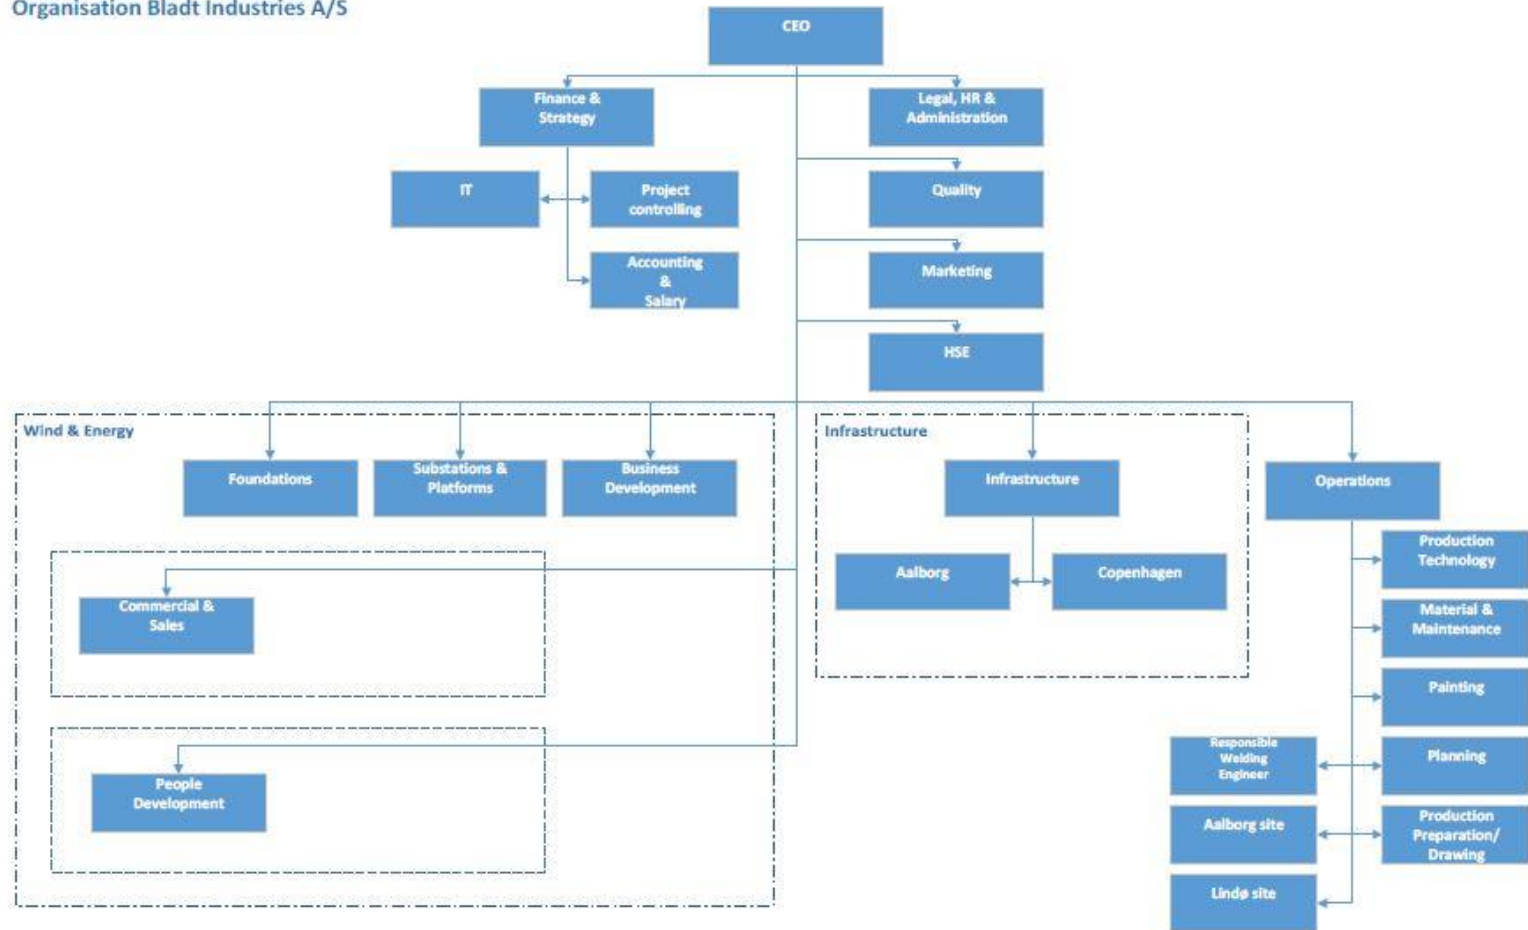 Organisation Bladt Industries A/S
CEO
Finance &
Strategy
Legal, HR &
Administration
IT
Project
controlling
Quality
Accounting
&
Salary
Marketing
HSE
Wind & Energy
Foundations
Substations &
Platforms
Business
Development
Commercial &
Sales
People
Development
Infrastructure
Infrastructure
Aalborg
Copenhagen
Operations
Production
Technology
Material &
Maintenance
Painting
Responsible
Welding
Engineer
Planning
Aalborg site
Production
Preparation/
Drawing
Lindø site